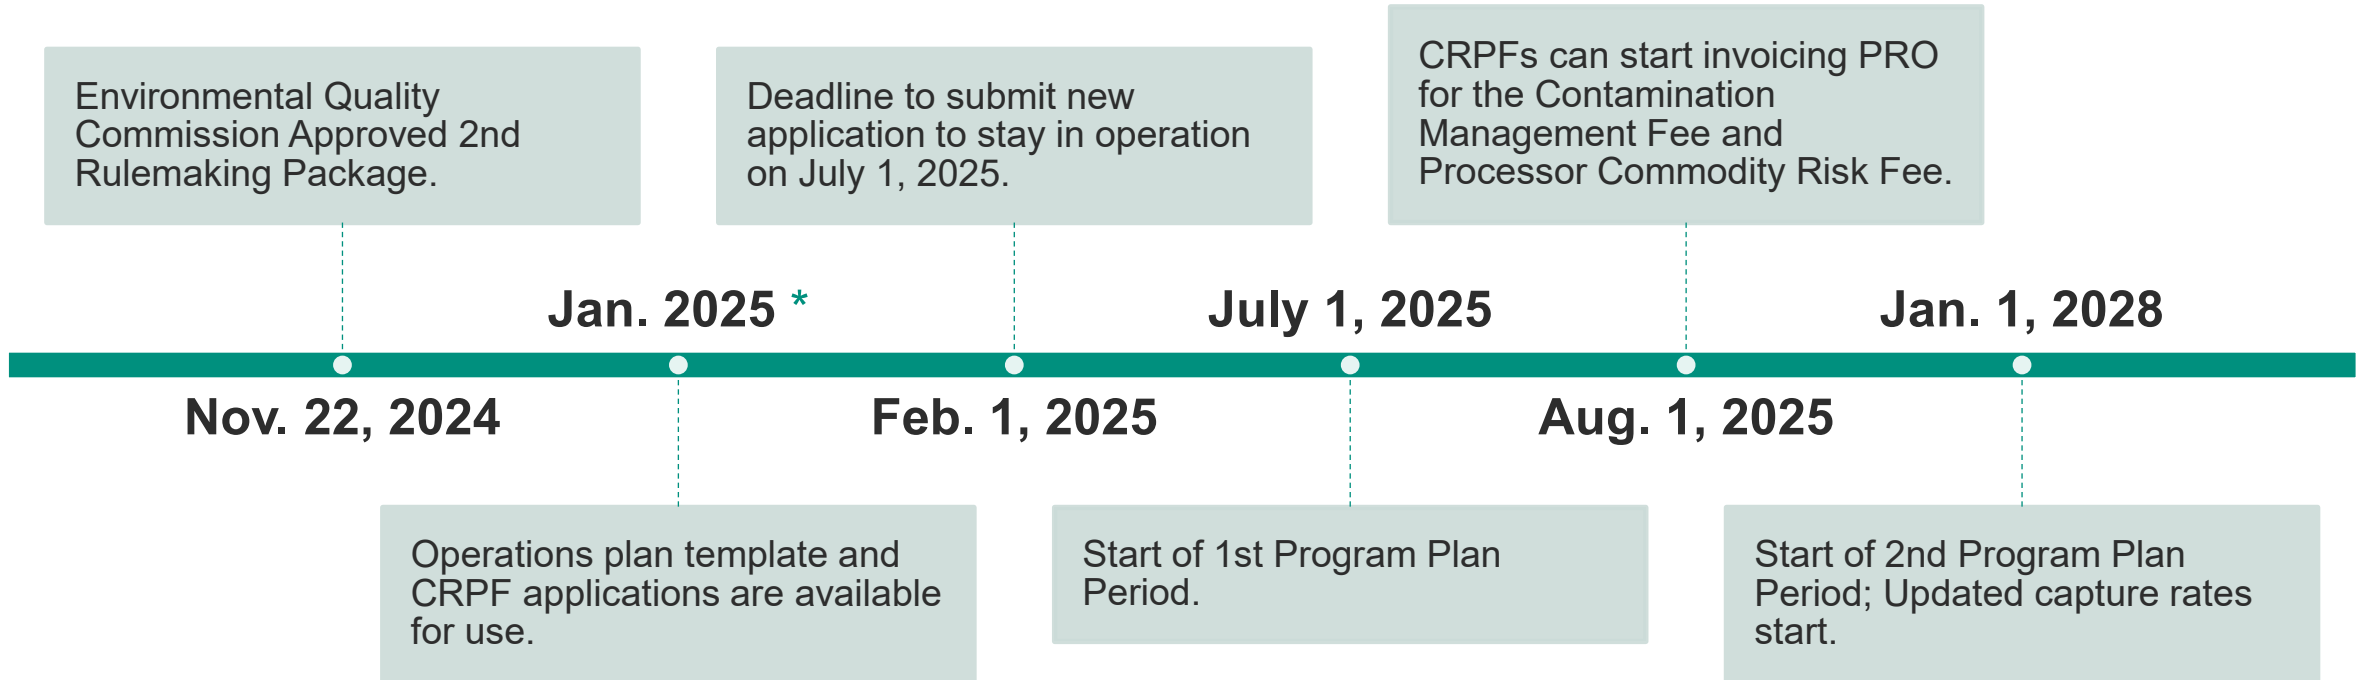 Environmental Quality
Commission Approved 2nd
Rulemaking Package.
Deadline to submit new
application to stay in operation
on July 1, 2025.
CRPFs can start invoicing PRO
for the Contamination
Management Fee and
Processor Commodity Risk Fee.
Jan. 2025 *
July 1, 2025
Jan. 1, 2028
Nov. 22, 2024
Feb. 1, 2025
Aug. 1, 2025
Operations plan template and
CRPF applications are available
for use.
Start of 1st Program Plan
Period.
Start of 2nd Program Plan
Period; Updated capture rates
start.